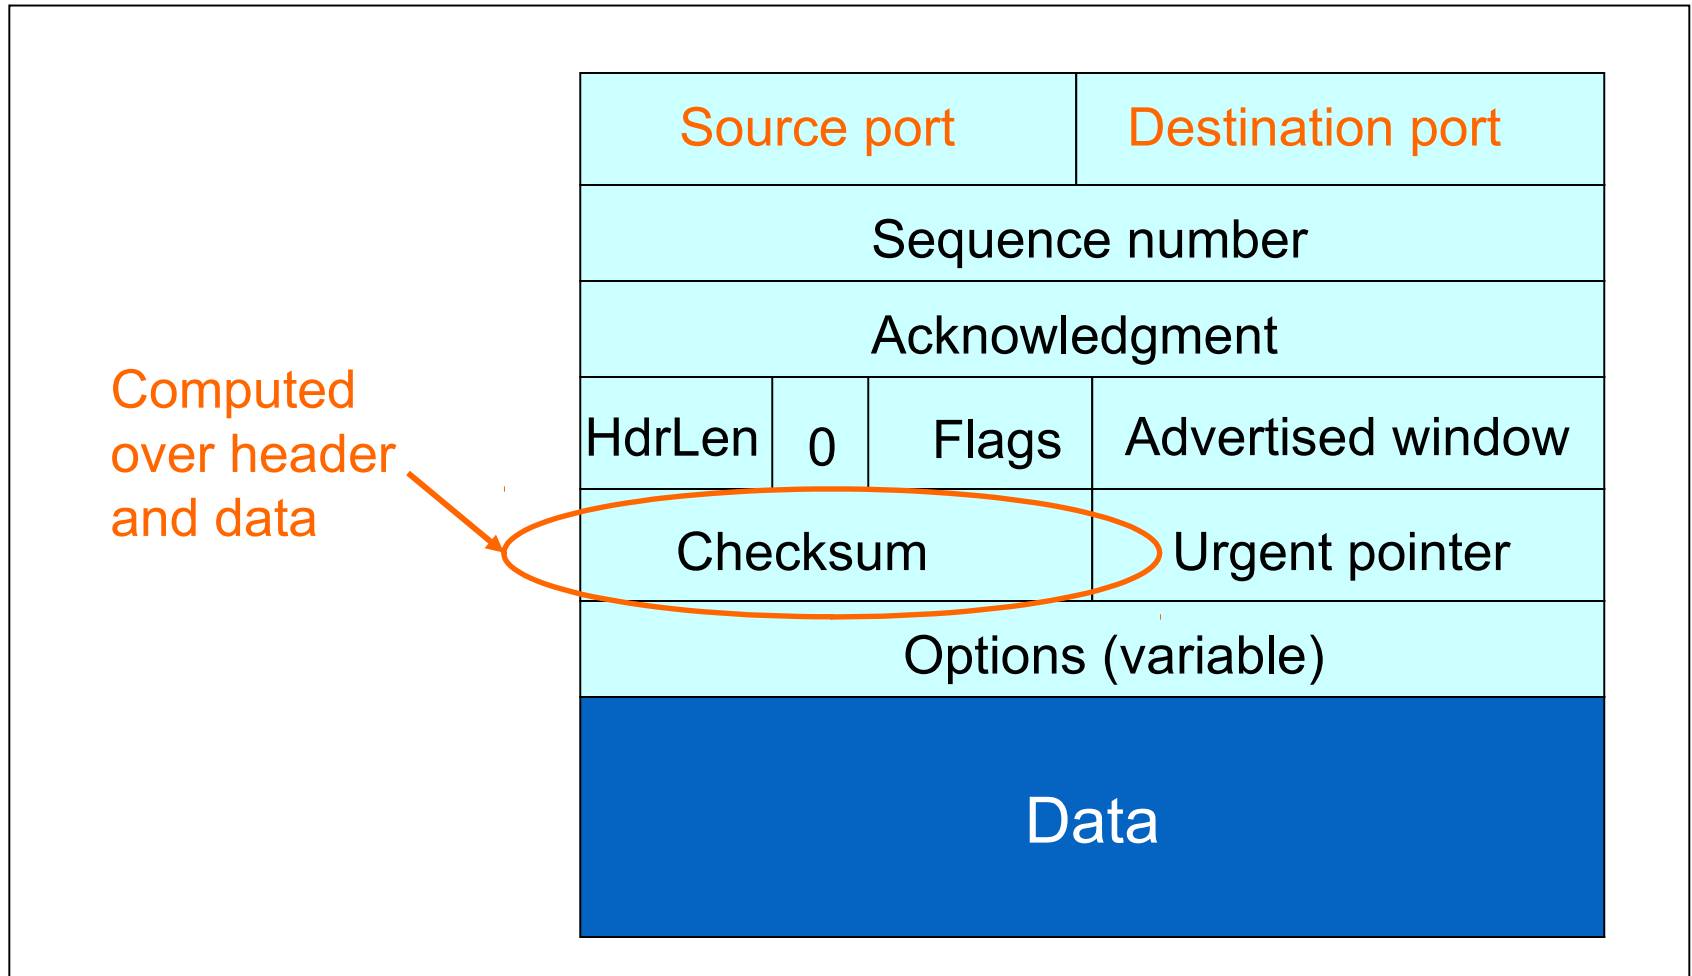 Source port
Destination port
Sequence number
Acknowledgment
Computed
over header
and data
HdrLen
0
Flags
Advertised window
Checksum
Urgent pointer
Options (variable)
Data